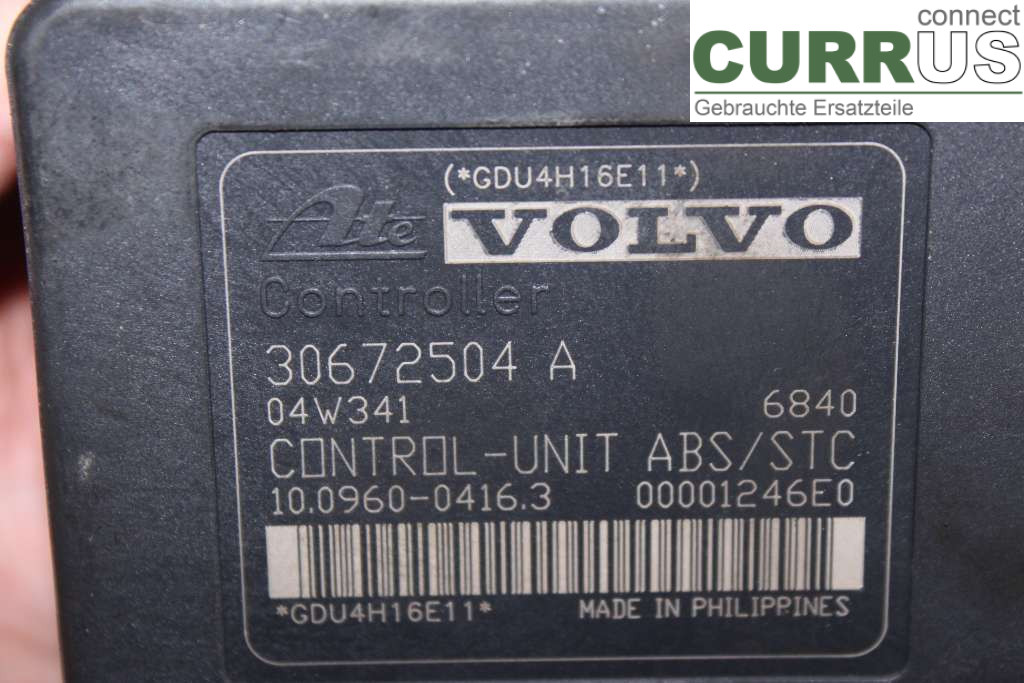 connect
CURRUS
Gebrauchte Ersatzteile
(*GDU4H16E11*)
Ate VOLVO
Controller
30672504 A
04W341 6840
CONTROL-UNIT ABS/STC
10.0960-0416.3 00001246E0
*GDU4H16E11* MADE IN PHILIPPINES